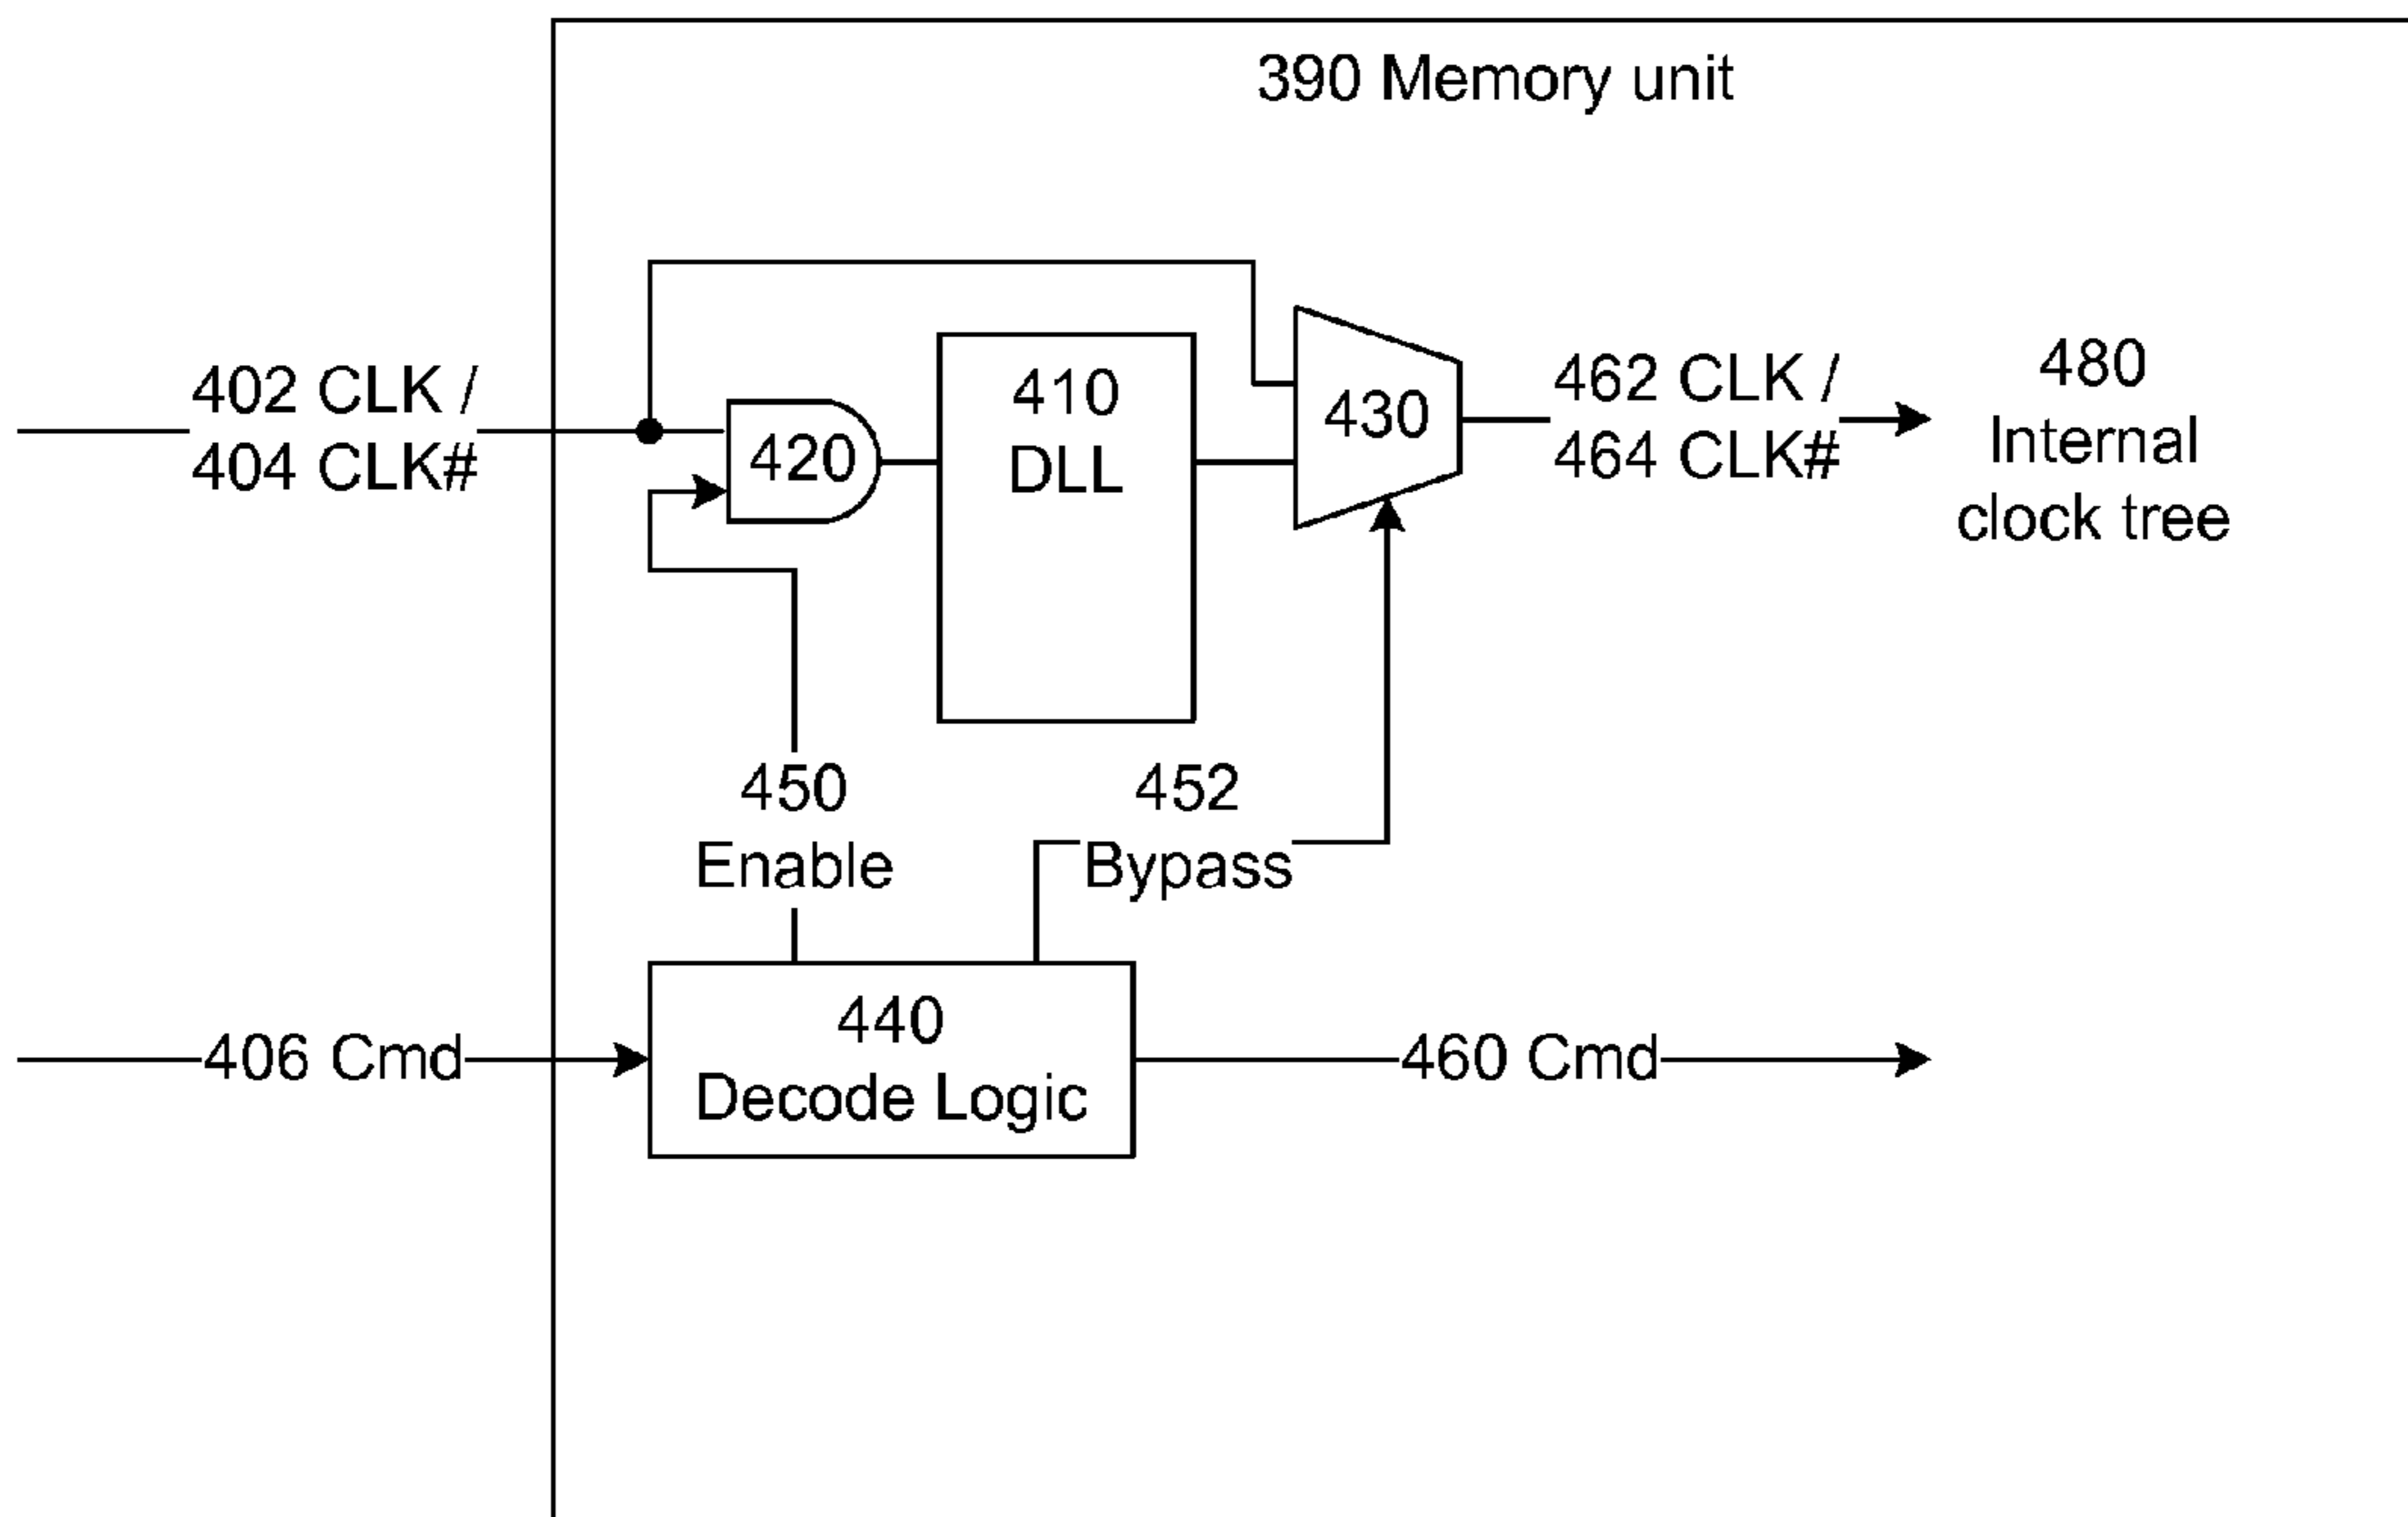 390 Memory unit
402 CLK /
404 CLK#
420
410
DLL
430
462 CLK /
464 CLK#
480
Internal
clock tree
450
Enable
452
Bypass
406 Cmd
440
Decode Logic
460 Cmd